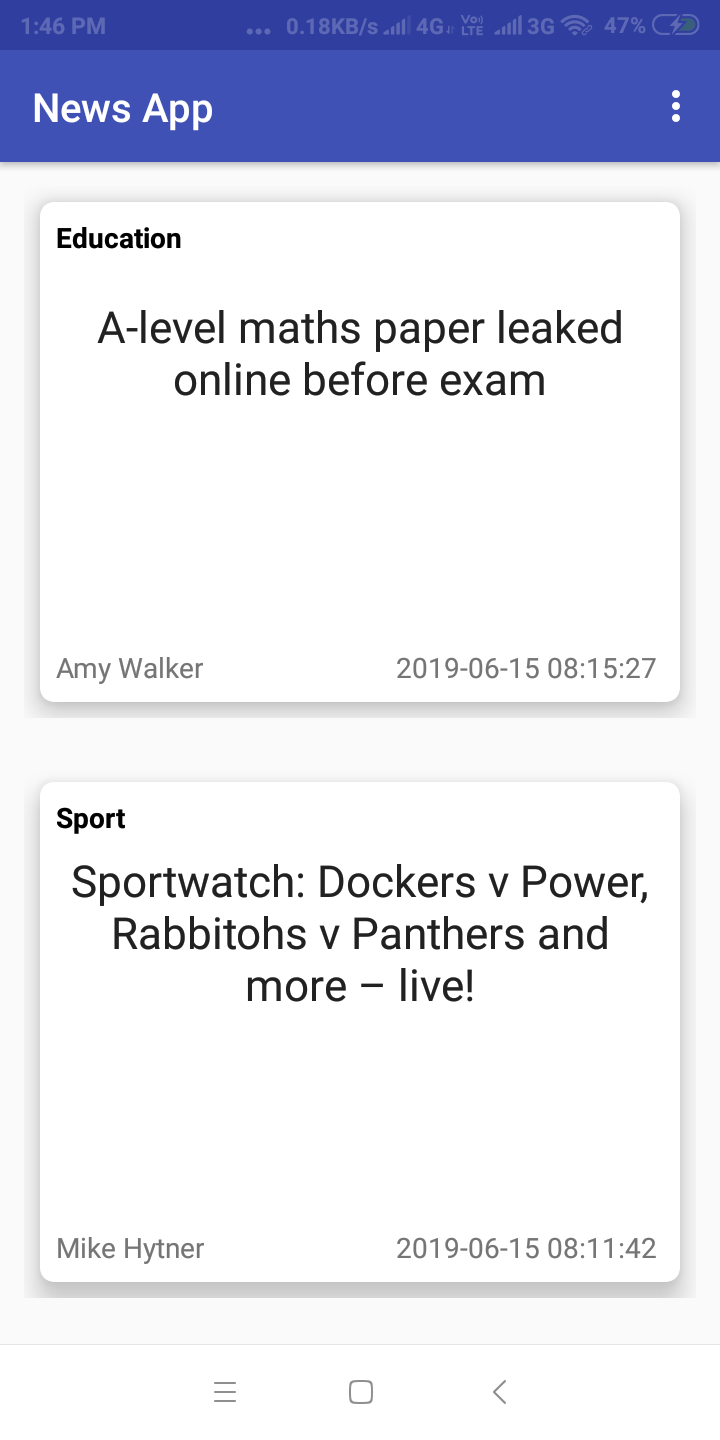 1:46 PM ... 0.18KB/s 4G Vo) LTE 3G 47%
News App
Education
A-level maths paper leaked
online before exam
Amy Walker 2019-06-15 08:15:27
Sport
Sportwatch: Dockers v Power,
Rabbitohs v Panthers and
more – live!
Mike Hytner 2019-06-15 08:11:42